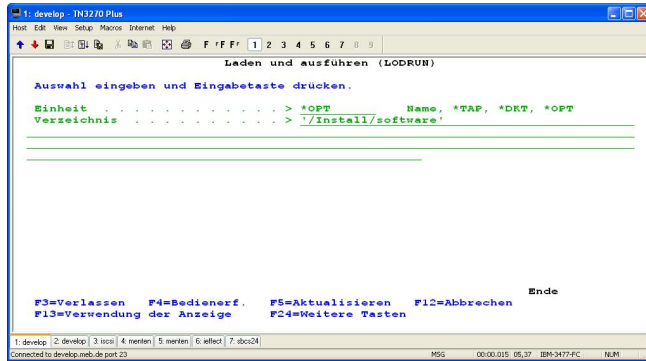 1: develop - TN3270 Plus
Host Edit View Setup Macros Internet Help
F rF Fr 1 2 3 4 5 6 7 8 9
Laden und ausführen (LODRUN)
Auswahl eingeben und Eingabetaste drücken.
Einheit . . . . . . . . . . . > *OPT Name, *TAP, *DKT, *OPT
Verzeichnis . . . . . . . . . > '/Install/software'
Ende
F3=Verlassen F4=Bedienerf. F5=Aktualisieren F12=Abbrechen
F13=Verwendung der Anzeige F24=Weitere Tasten
1: develop 2: develop 3: iscsi 4: menten 5: menten 6: ieffect 7: sbcs24
Connected to develop.meb.de port 23 MSG 00:00.015 05,37 IBM-3477-FC NUM